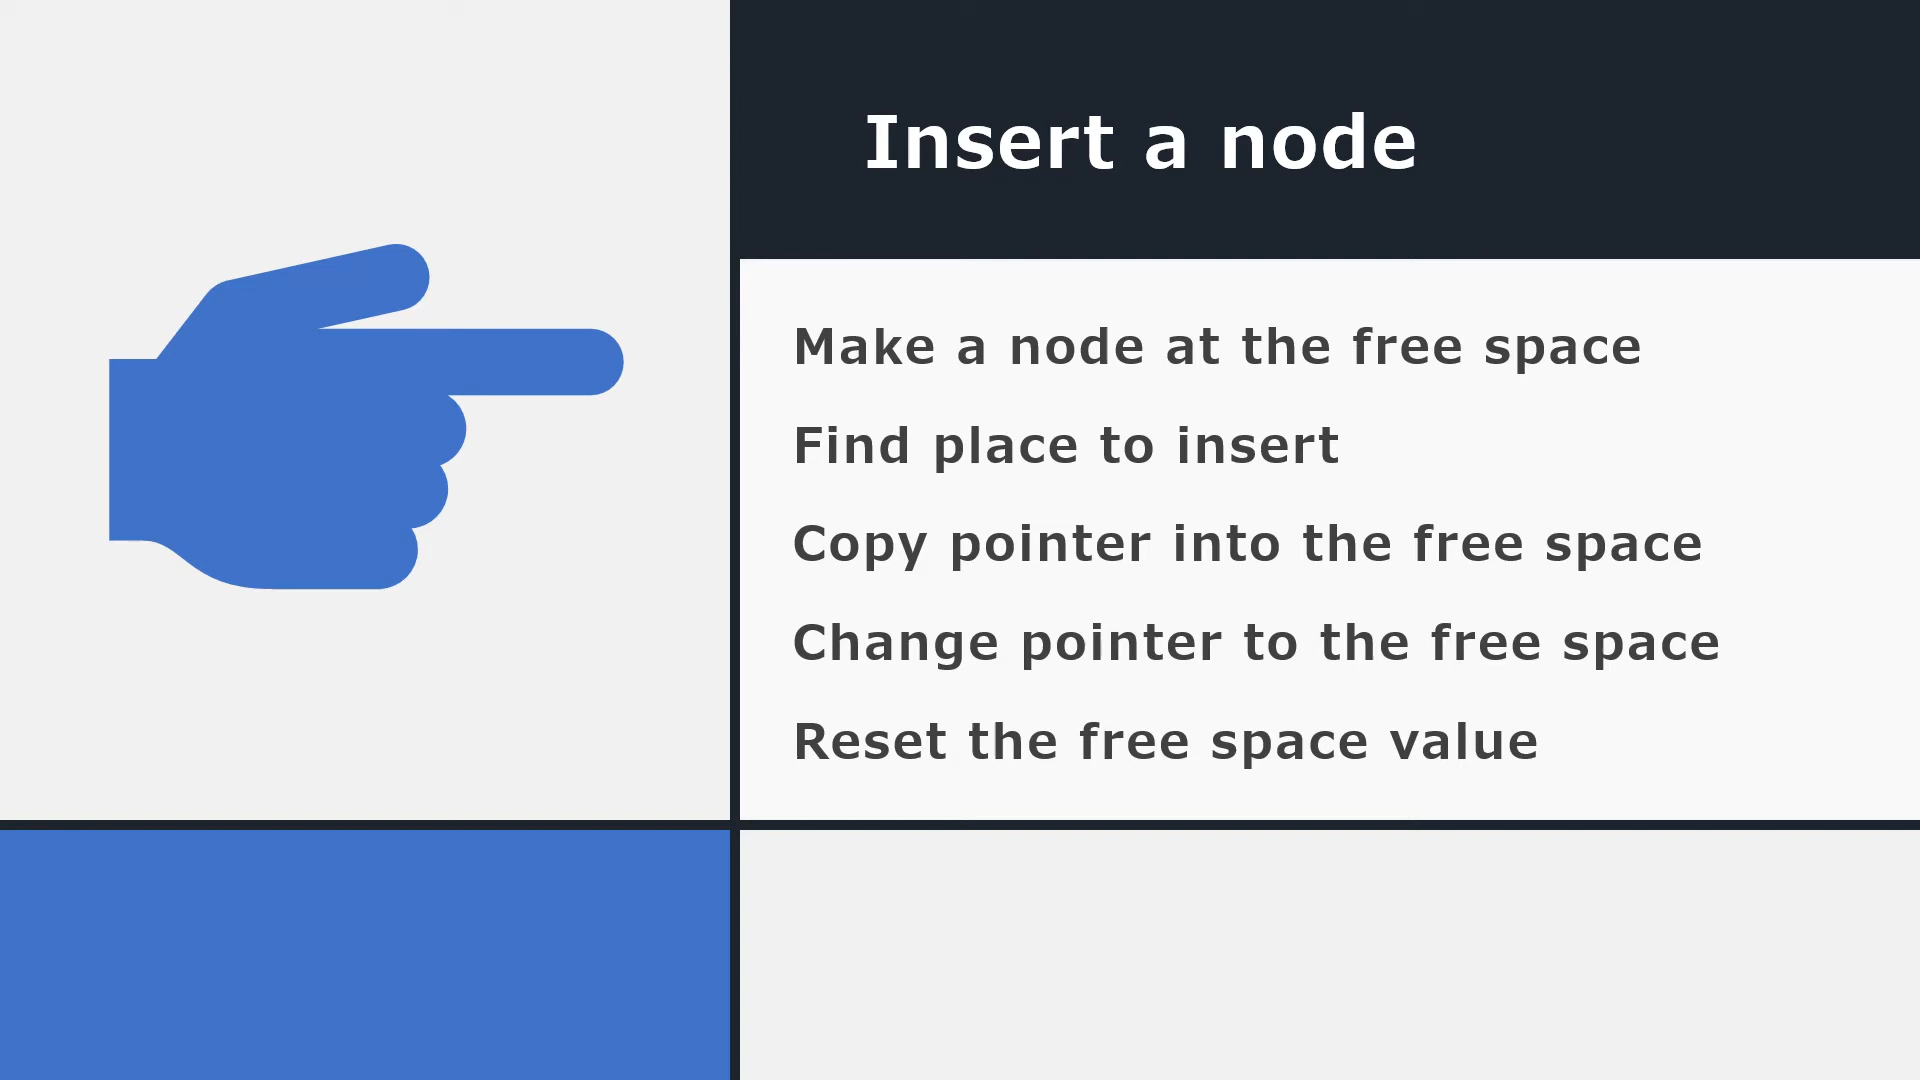 Insert a node
Make a node at the free space
Find place to insert
Copy pointer into the free space
Change pointer to the free space
Reset the free space value